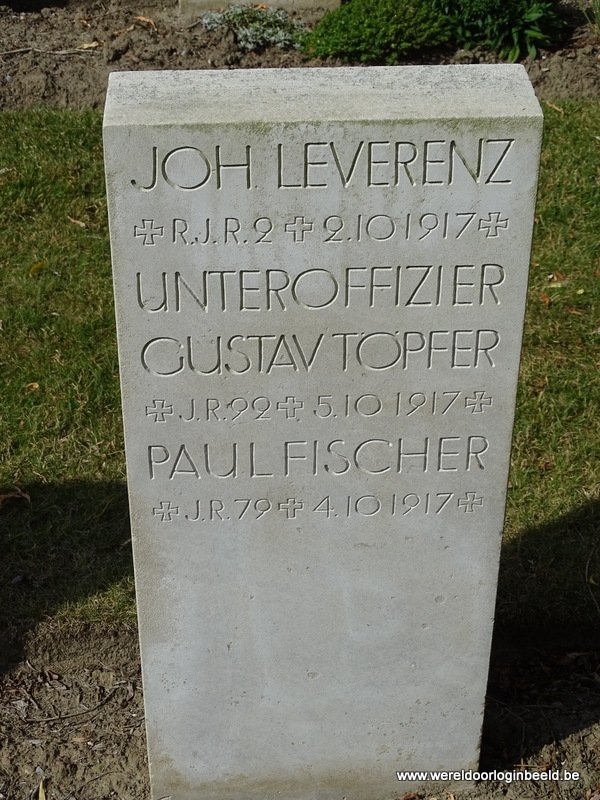 JOH. LEVERENZ
✠ R.J.R. 2 ✠ 2.10 1917 ✠
UNTEROFFIZIER
GUSTAV TÖPFER
✠ J.R. 92 ✠ 5.10 1917 ✠
PAUL FISCHER
✠ J.R. 79 ✠ 4.10 1917 ✠
www.wereldoorloginbeeld.be